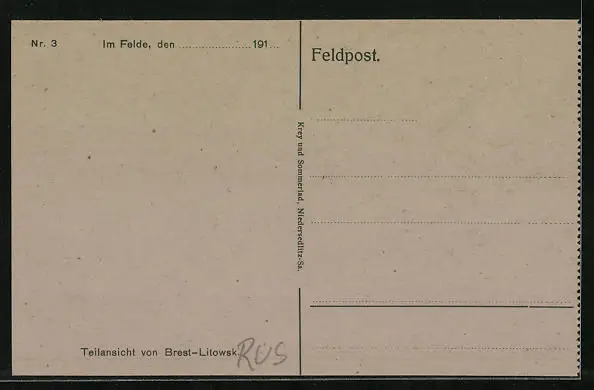 Nr. 3
Im Felde, den ........................191...
Feldpost.
Krey und Sommerlad, Niedersedlitz-Sa.
Teilansicht von Brest-Litowsk.
RUS